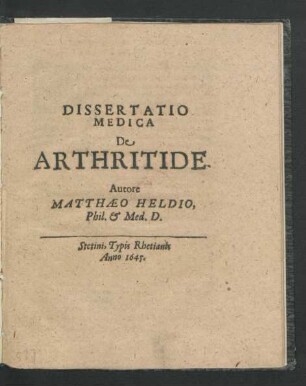 DISSERTATIO
MEDICA
De
ARTHRITIDE.
Autore
MATTHÆO HELDIO,
Phil. & Med. D.
Stetini, Typis Rhetianis
Anno 1645.